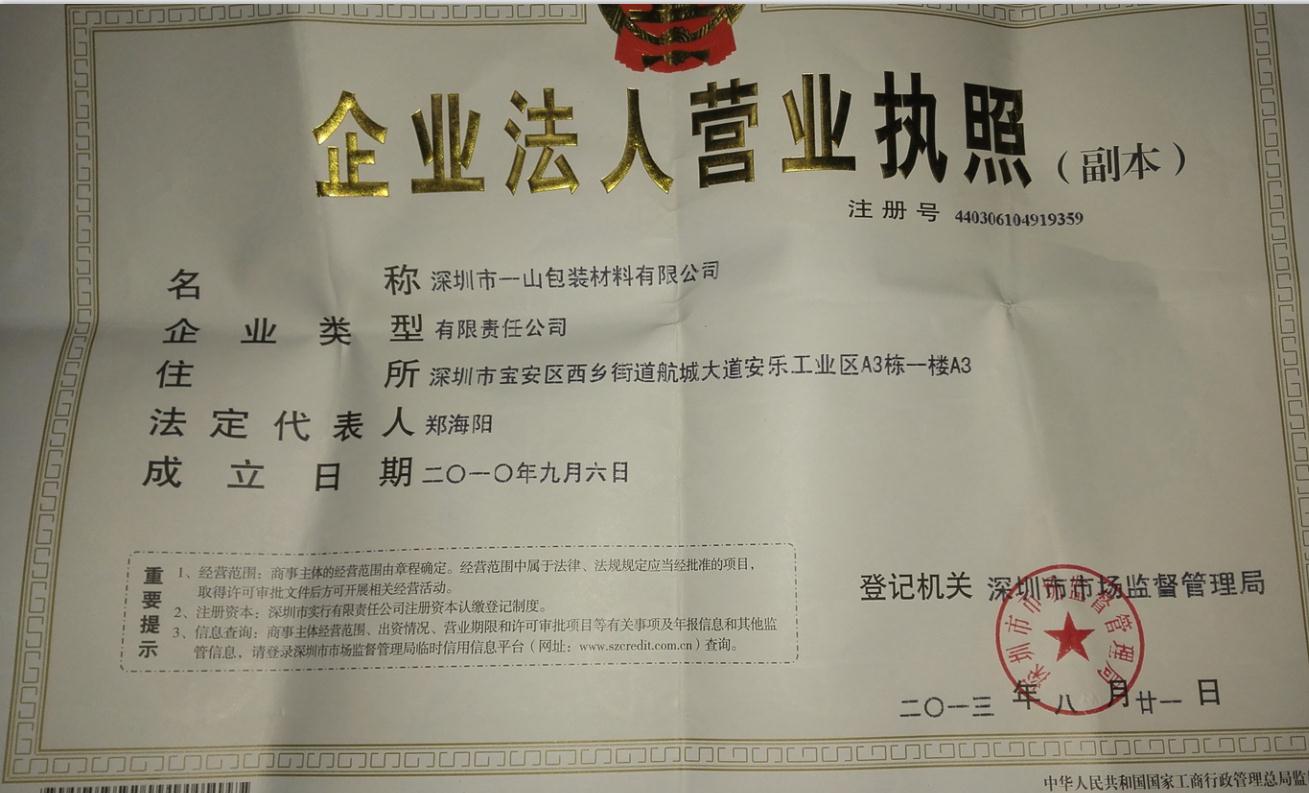 企业法人营业执照（副本）
注册号 440306104919359
名称 深圳市一山包装材料有限公司
企业类型 有限责任公司
住所 深圳市宝安区西乡街道航城大道安乐工业区A3栋一楼A3
法定代表人 郑海阳
成立日期 二〇一〇年九月六日
重要提示
1、经营范围：商事主体的经营范围由章程确定。经营范围中属于法律、法规规定应当经批准的项目，
取得许可审批文件后方可开展相关经营活动。
2、注册资本：深圳市实行有限责任公司注册资本认缴登记制度。
3、信息查询：商事主体经营范围、出资情况、营业期限和许可审批项目等有关事项及年报信息和其他监
管信息，请登录深圳市市场监督管理局临时信用信息平台（网址：www.szcredit.com.cn）查询。
登记机关 深圳市市场监督管理局
深圳市市场监督管理局
二〇一三年八月廿一日
中华人民共和国国家工商行政管理总局监